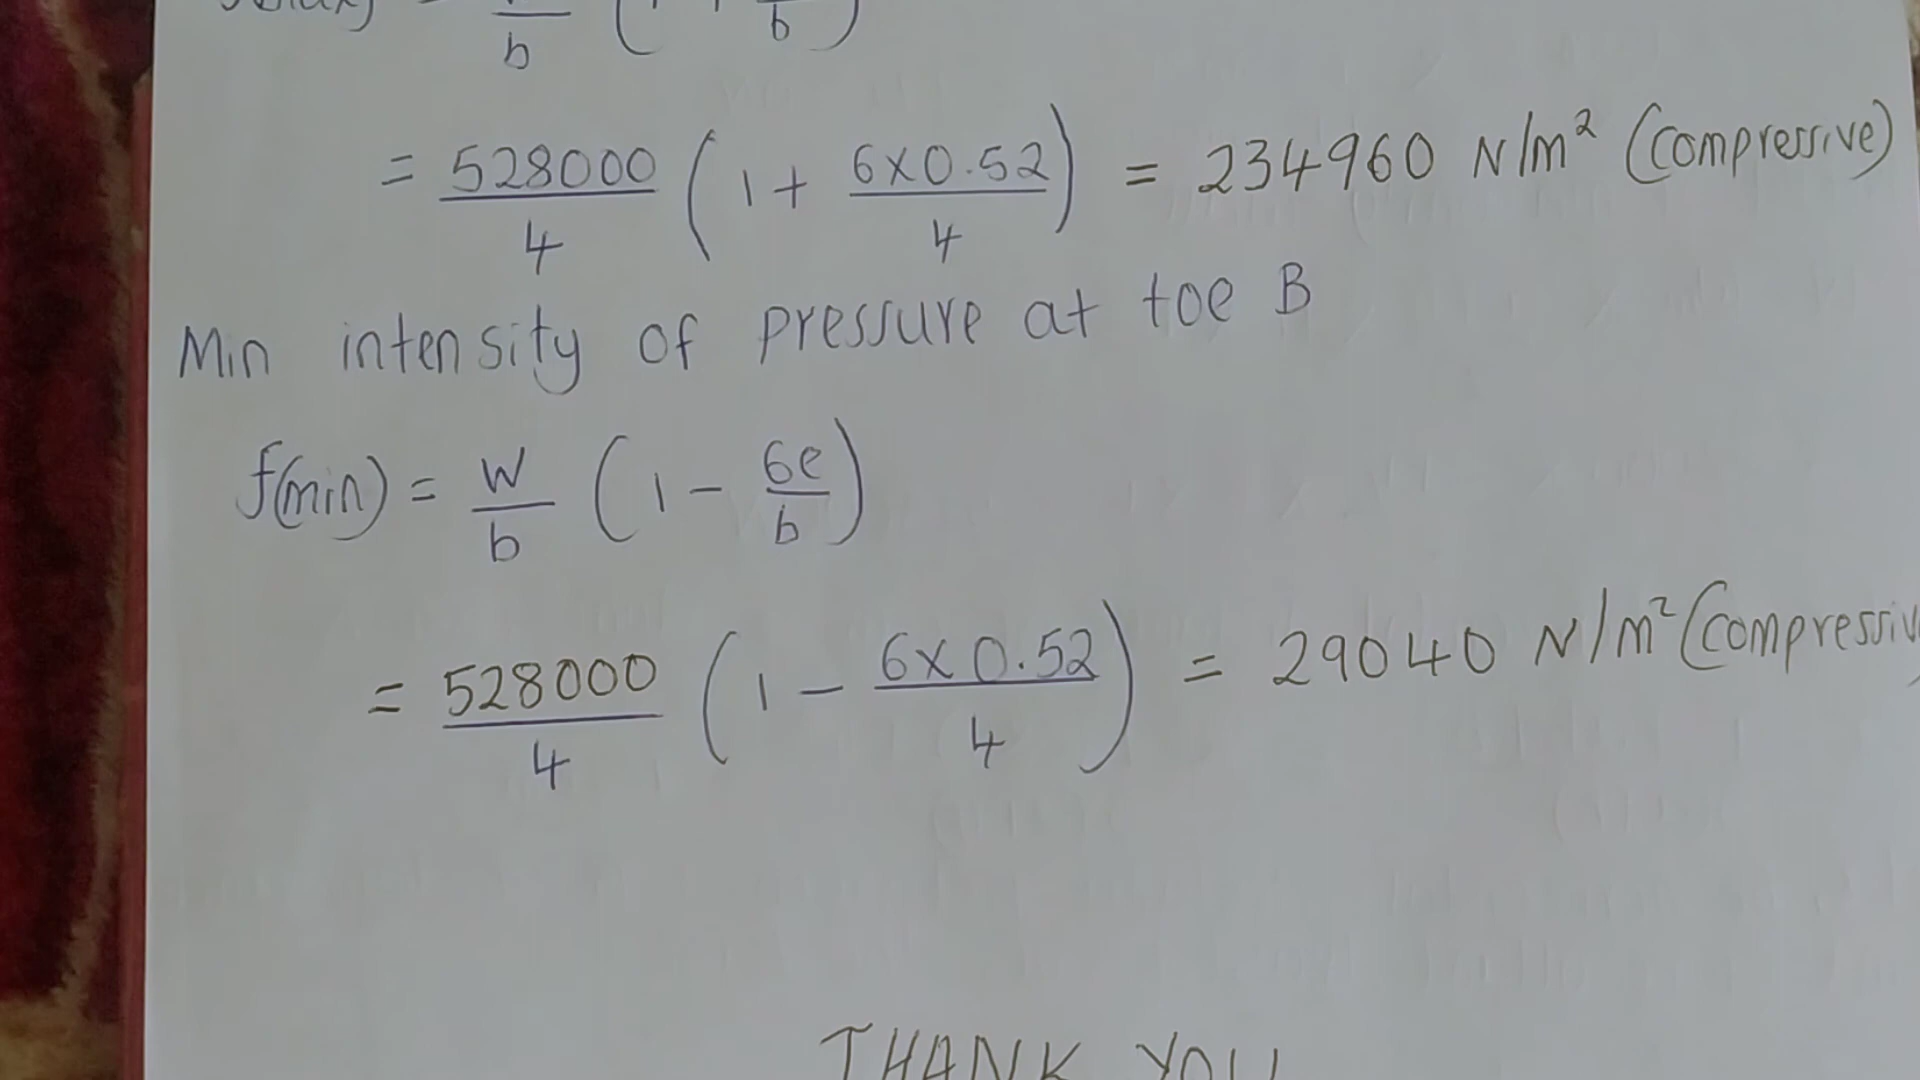 b ( b )
= 528000/4 ( 1 + 6×0.52/4 ) = 234960 N/m² (compressive)
Min intensity of pressure at toe B
f(min) = W/b ( 1 - 6e/b )
= 528000/4 ( 1 - 6×0.52/4 ) = 29040 N/m² (compressiv
THANK YOU